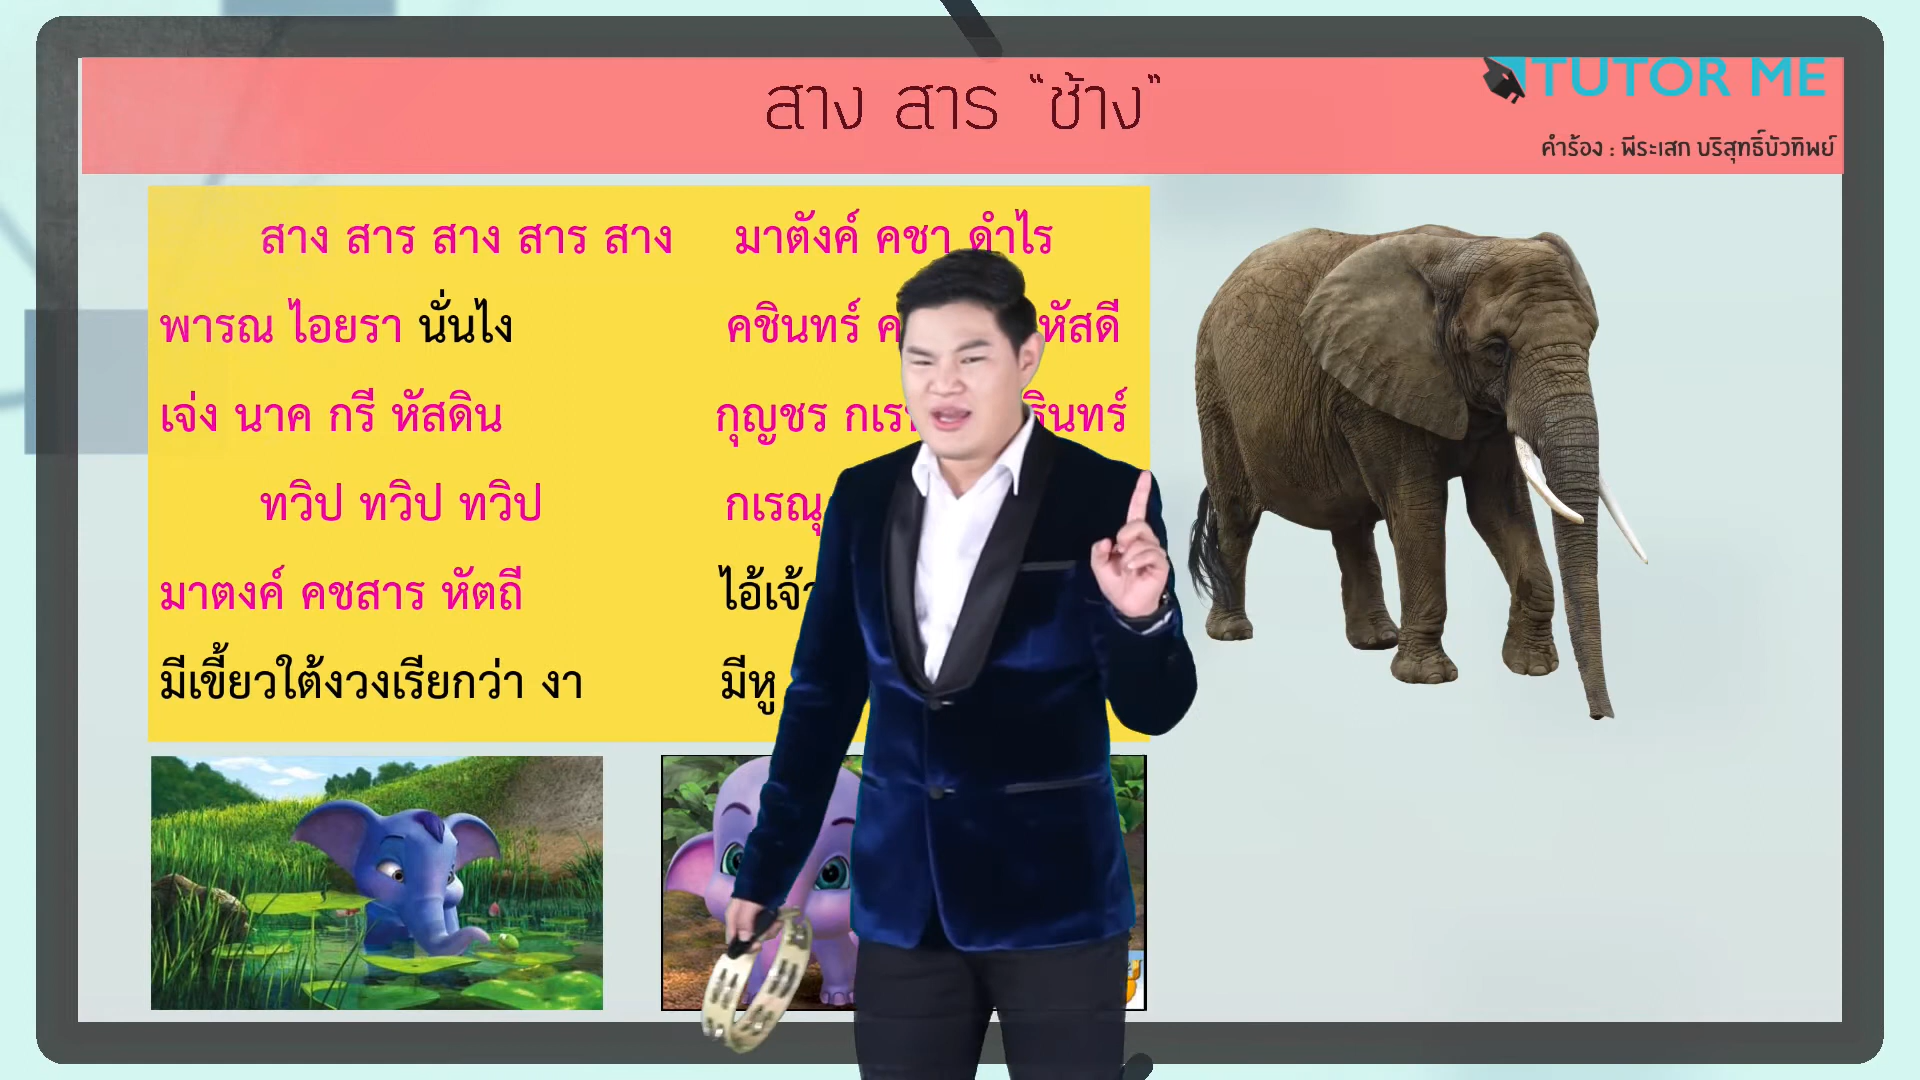 สาง สาร “ช้าง”
TUTOR ME
คำร้อง : พีระเสก บริสุทธิ์บัวทิพย์
สาง สาร สาง สาร สาง มาตังค์ คชา ดำไร
พารณ ไอยรา นั่นไง คชินทร์ หัสดี
เจ่ง นาค กรี หัสดิน กุญชร
ทวิป ทวิป ทวิป
มาตงค์ คชสาร หัตถี
มีเขี้ยวใต้งวงเรียกว่า งา มีหู